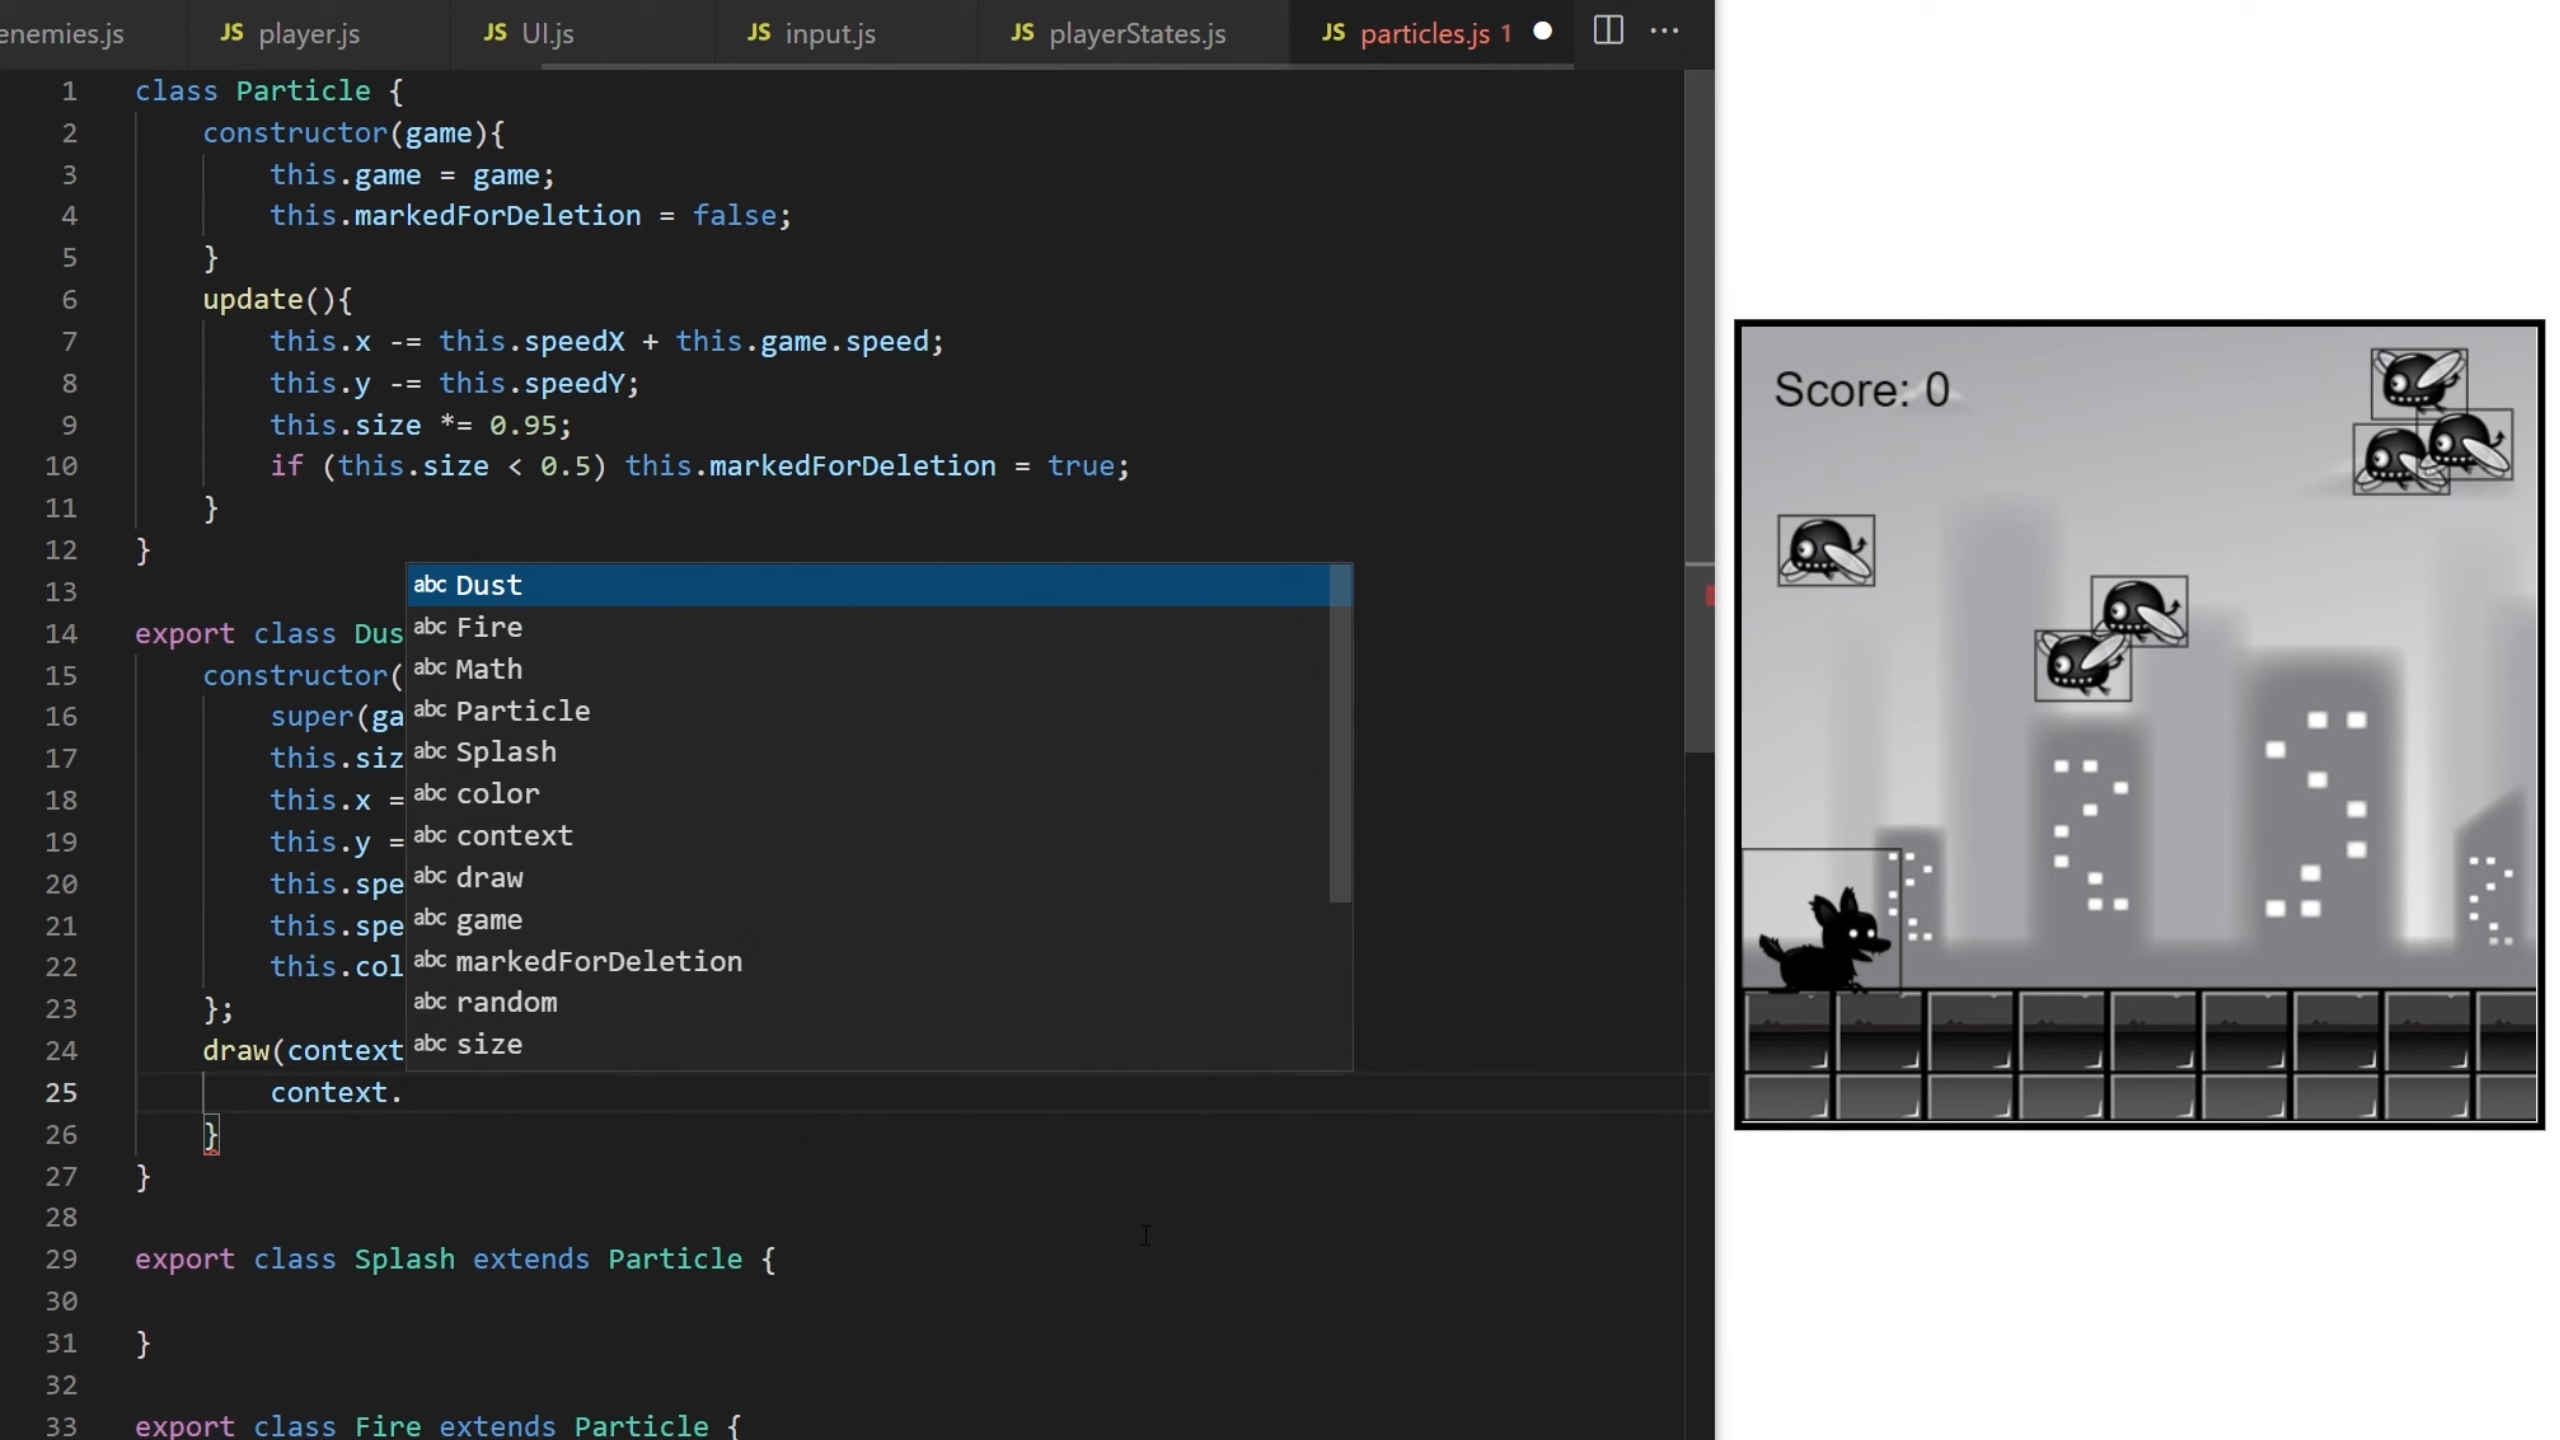 enemies.js JS player.js JS UI.js JS input.js JS playerStates.js JS particles.js 1
1 class Particle {
2 constructor(game){
3 this.game = game;
4 this.markedForDeletion = false;
5 }
6 update(){
7 this.x -= this.speedX + this.game.speed;
8 this.y -= this.speedY;
9 this.size *= 0.95;
10 if (this.size < 0.5) this.markedForDeletion = true;
11 }
12 }
13
14 export class Dus
15 constructor(
16 super(ga
17 this.siz
18 this.x =
19 this.y =
20 this.spe
21 this.spe
22 this.col
23 };
24 draw(context
25 context.
26 }
27 }
28
29 export class Splash extends Particle {
30
31 }
32
33 export class Fire extends Particle {
abc Dust
abc Fire
abc Math
abc Particle
abc Splash
abc color
abc context
abc draw
abc game
abc markedForDeletion
abc random
abc size
Score: 0